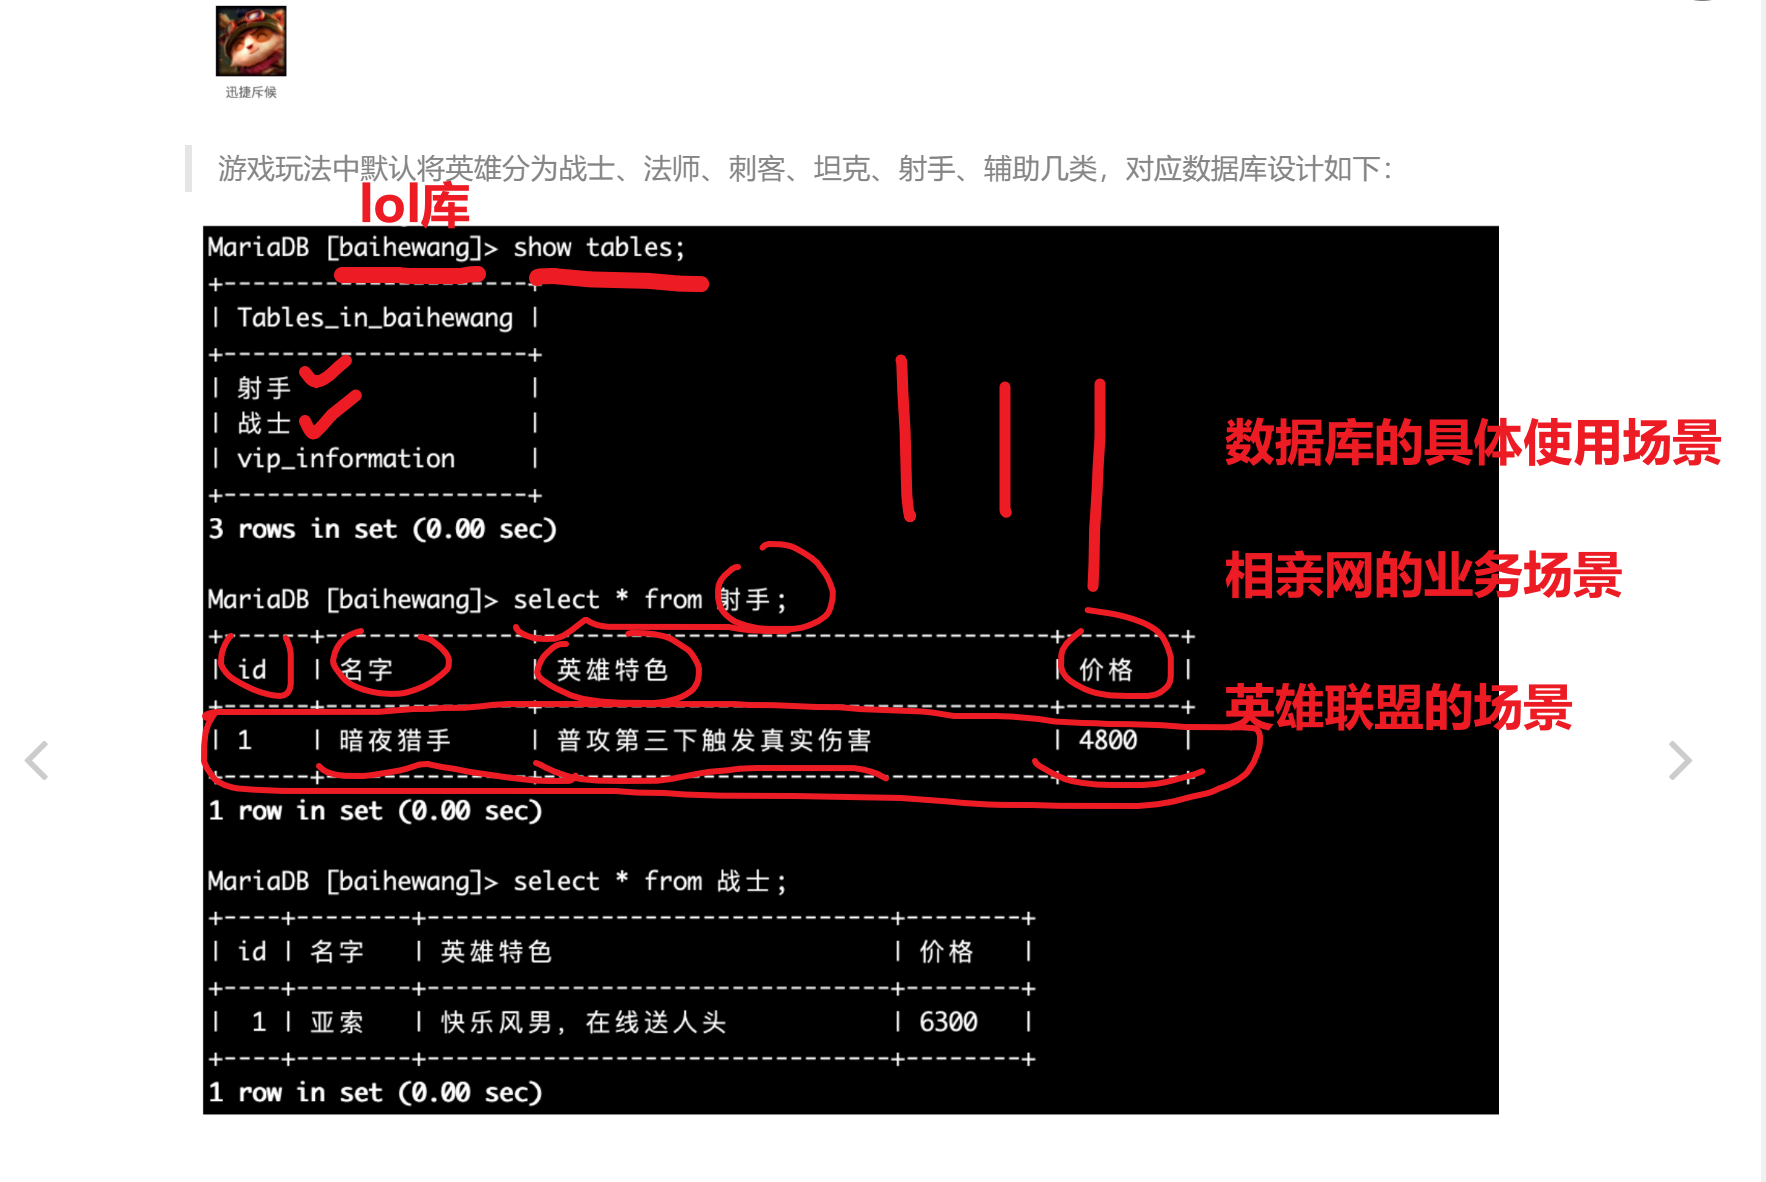 迅捷斥候
游戏玩法中默认将英雄分为战士、法师、刺客、坦克、射手、辅助几类，对应数据库设计如下：
lol库
MariaDB [baihewang]> show tables;
+---------------------+
| Tables_in_baihewang |
+---------------------+
| 射手 |
| 战士 |
| vip_information |
+---------------------+
3 rows in set (0.00 sec)
数据库的具体使用场景
相亲网的业务场景
英雄联盟的场景
MariaDB [baihewang]> select * from 射手;
+------+--------------+-----------------------------------+--------+
| id | 名字 | 英雄特色 | 价格 |
+------+--------------+-----------------------------------+--------+
| 1 | 暗夜猎手 | 普攻第三下触发真实伤害 | 4800 |
+------+--------------+-----------------------------------+--------+
1 row in set (0.00 sec)
MariaDB [baihewang]> select * from 战士;
+----+--------+-------------------------------+--------+
| id | 名字 | 英雄特色 | 价格 |
+----+--------+-------------------------------+--------+
| 1 | 亚索 | 快乐风男，在线送人头 | 6300 |
+----+--------+-------------------------------+--------+
1 row in set (0.00 sec)